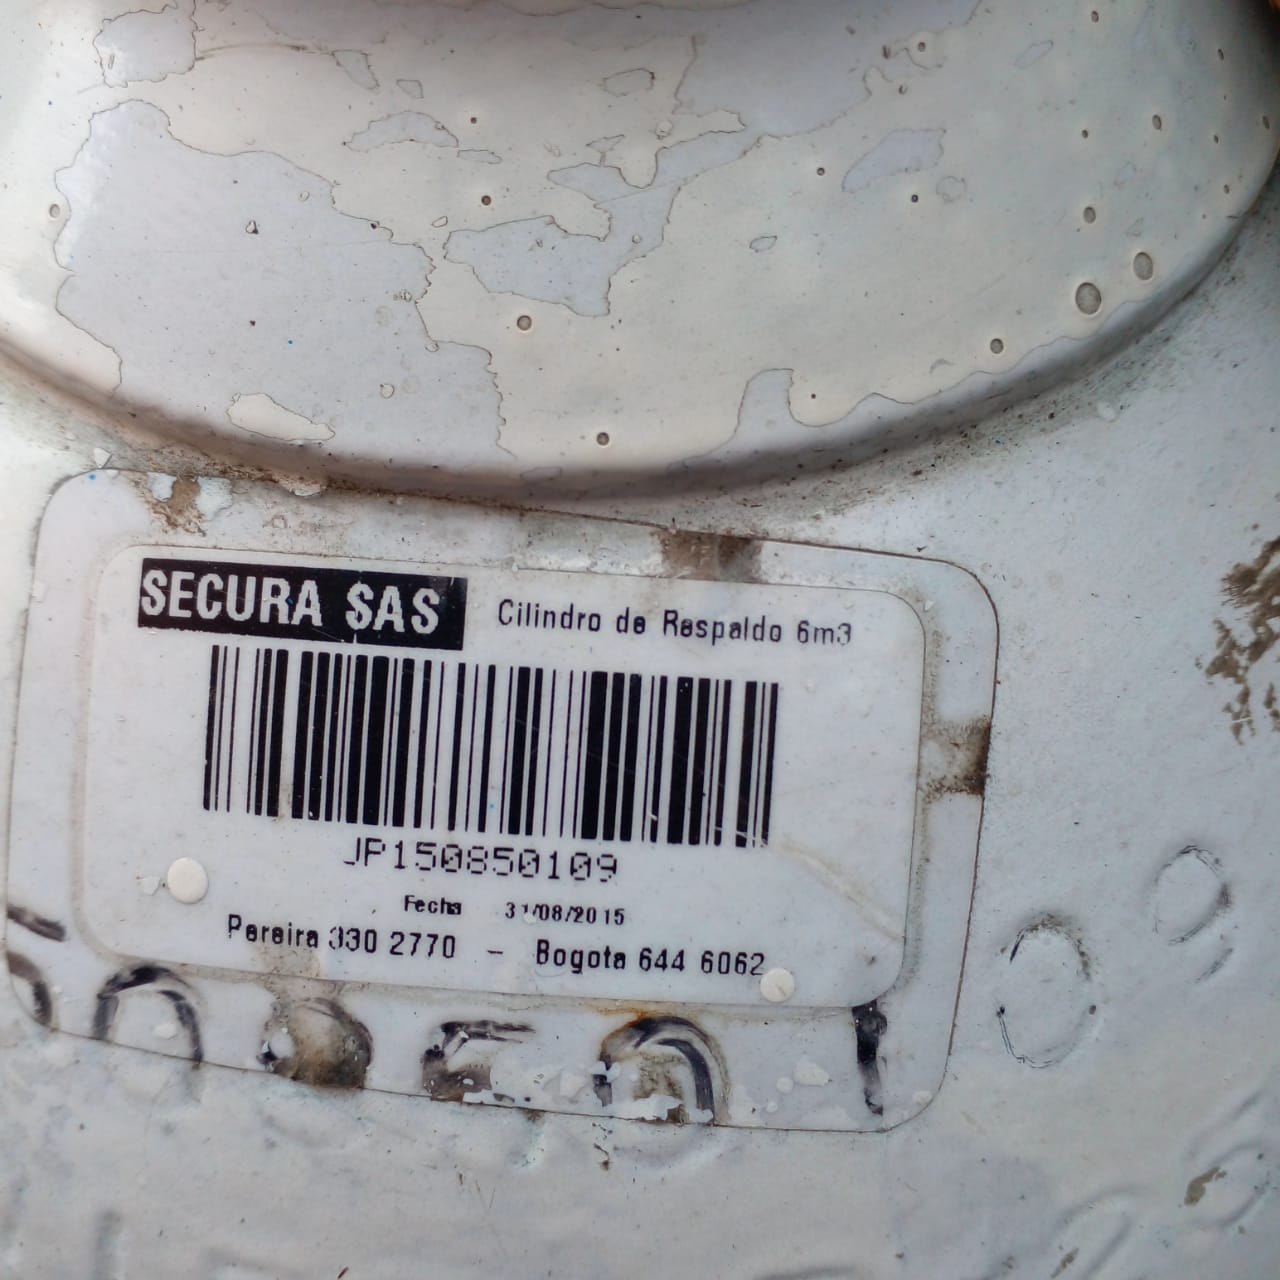 SECURA SAS
Cilindro de Respaldo 6m3
JP150850109
Fecha 31/08/2015
Pereira 330 2770 - Bogota 644 6062